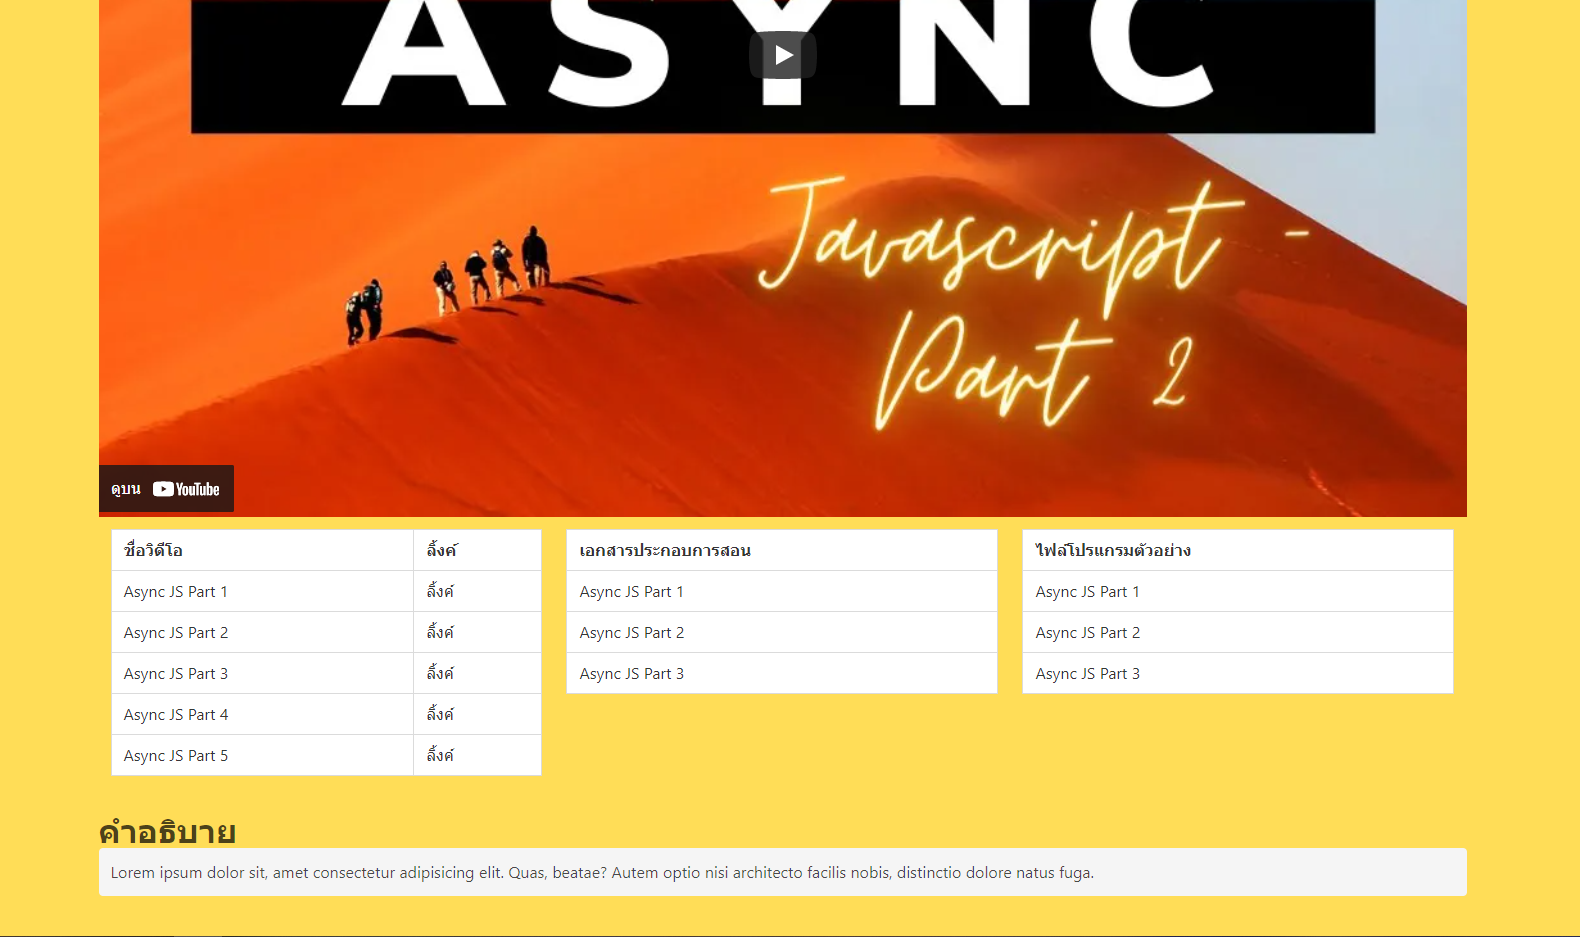 ASYNC
Javascript -
Part 2
ดูบน YouTube
ชื่อวิดีโอ ลิ้งค์
Async JS Part 1 ลิ้งค์
Async JS Part 2 ลิ้งค์
Async JS Part 3 ลิ้งค์
Async JS Part 4 ลิ้งค์
Async JS Part 5 ลิ้งค์
เอกสารประกอบการสอน
Async JS Part 1
Async JS Part 2
Async JS Part 3
ไฟล์โปรแกรมตัวอย่าง
Async JS Part 1
Async JS Part 2
Async JS Part 3
คำอธิบาย
Lorem ipsum dolor sit, amet consectetur adipisicing elit. Quas, beatae? Autem optio nisi architecto facilis nobis, distinctio dolore natus fuga.